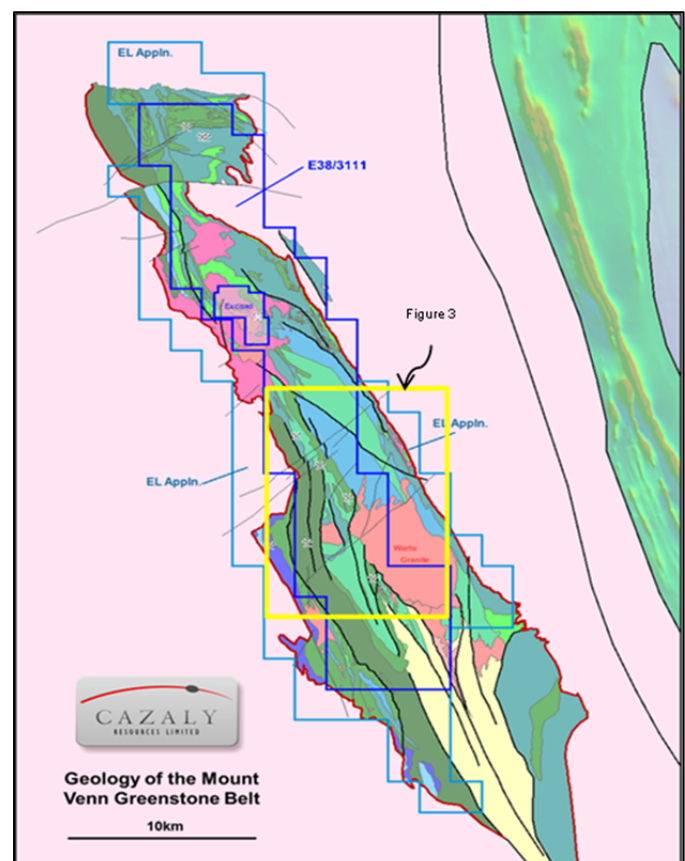 EL Appln.
E38/3111
Excised
Figure 3
EL Appln.
EL Appln.
Granite
CAZALY
RESOURCES LIMITED
Geology of the Mount
Venn Greenstone Belt
10km